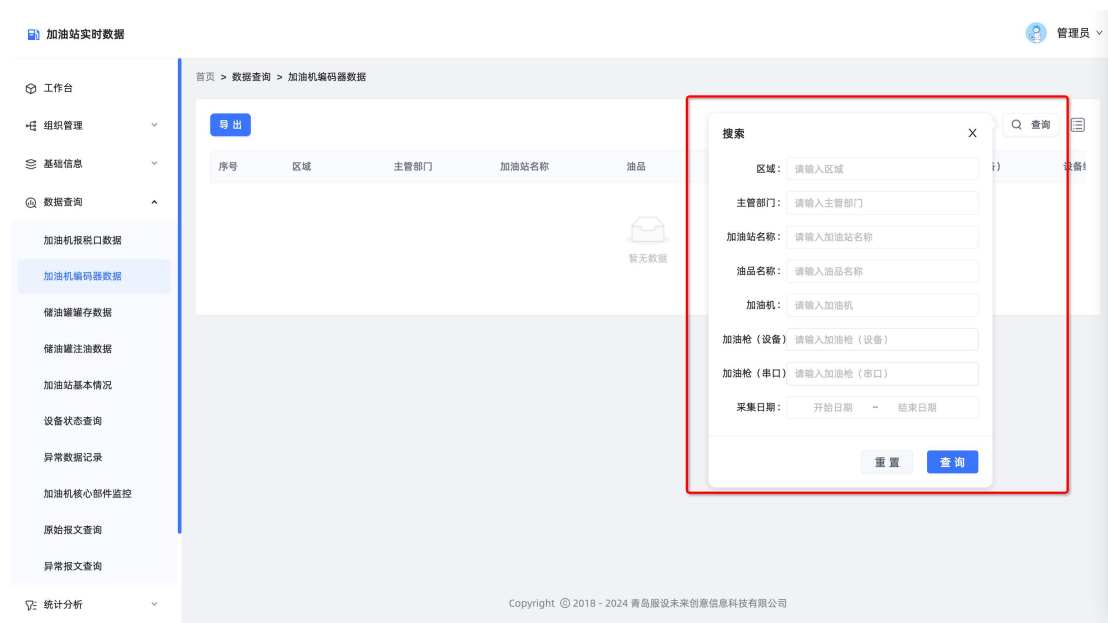 加油站实时数据
管理员
首页 > 数据查询 > 加油机编码器数据
工作台
组织管理
基础信息
数据查询
加油机报税口数据
加油机编码器数据
储油罐罐存数据
储油罐注油数据
加油站基本情况
设备状态查询
异常数据记录
加油机核心部件监控
原始报文查询
异常报文查询
统计分析
导出
查询
序号 区域 主管部门 加油站名称 油品 ) 设备
暂无数据
搜索 X
区域： 请输入区域
主管部门： 请输入主管部门
加油站名称： 请输入加油站名称
油品名称： 请输入油品名称
加油机： 请输入加油机
加油枪（设备） 请输入加油枪（设备）
加油枪（串口） 请输入加油枪（串口）
采集日期： 开始日期 ~ 结束日期
重置 查询
Copyright © 2018 - 2024 青岛服设未来创意信息科技有限公司